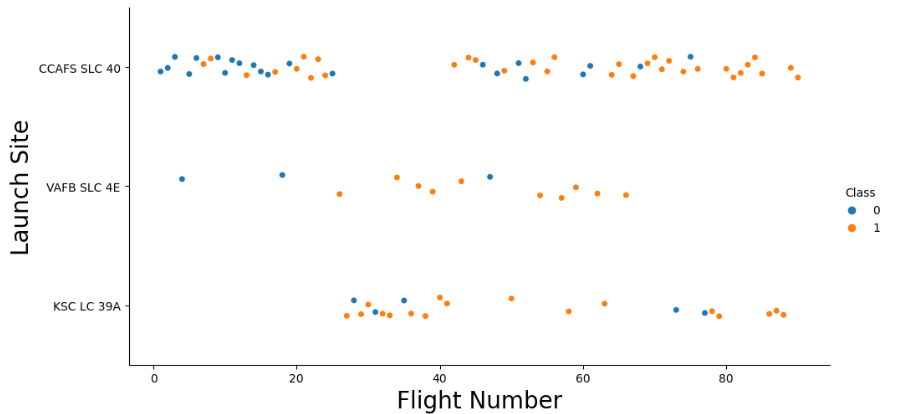 Launch Site
CCAFS SLC 40
VAFB SLC 4E
KSC LC 39A
0 20 40 60 80
Flight Number
Class
0
1